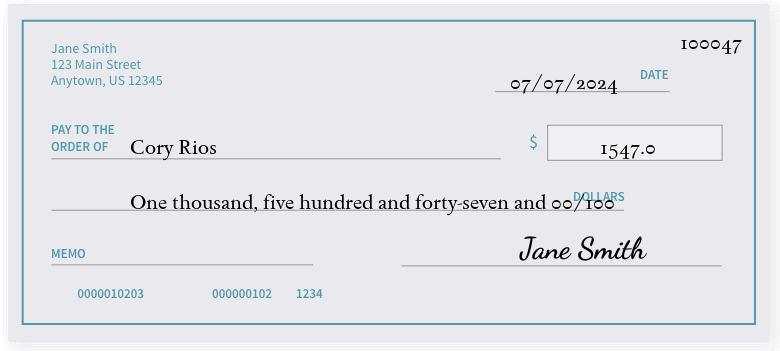 Jane Smith
123 Main Street
Anytown, US 12345
100047
07/07/2024 DATE
PAY TO THE
ORDER OF Cory Rios $ 1547.0
One thousand, five hundred and forty-seven and 00/100 DOLLARS
MEMO Jane Smith
0000010203 000000102 1234